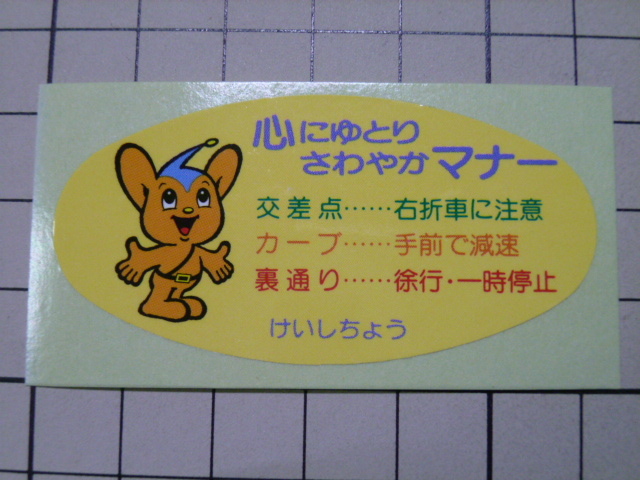 心にゆとり
さわやかマナー
交差点……右折車に注意
カーブ……手前で減速
裏通り……徐行・一時停止
けいしちょう